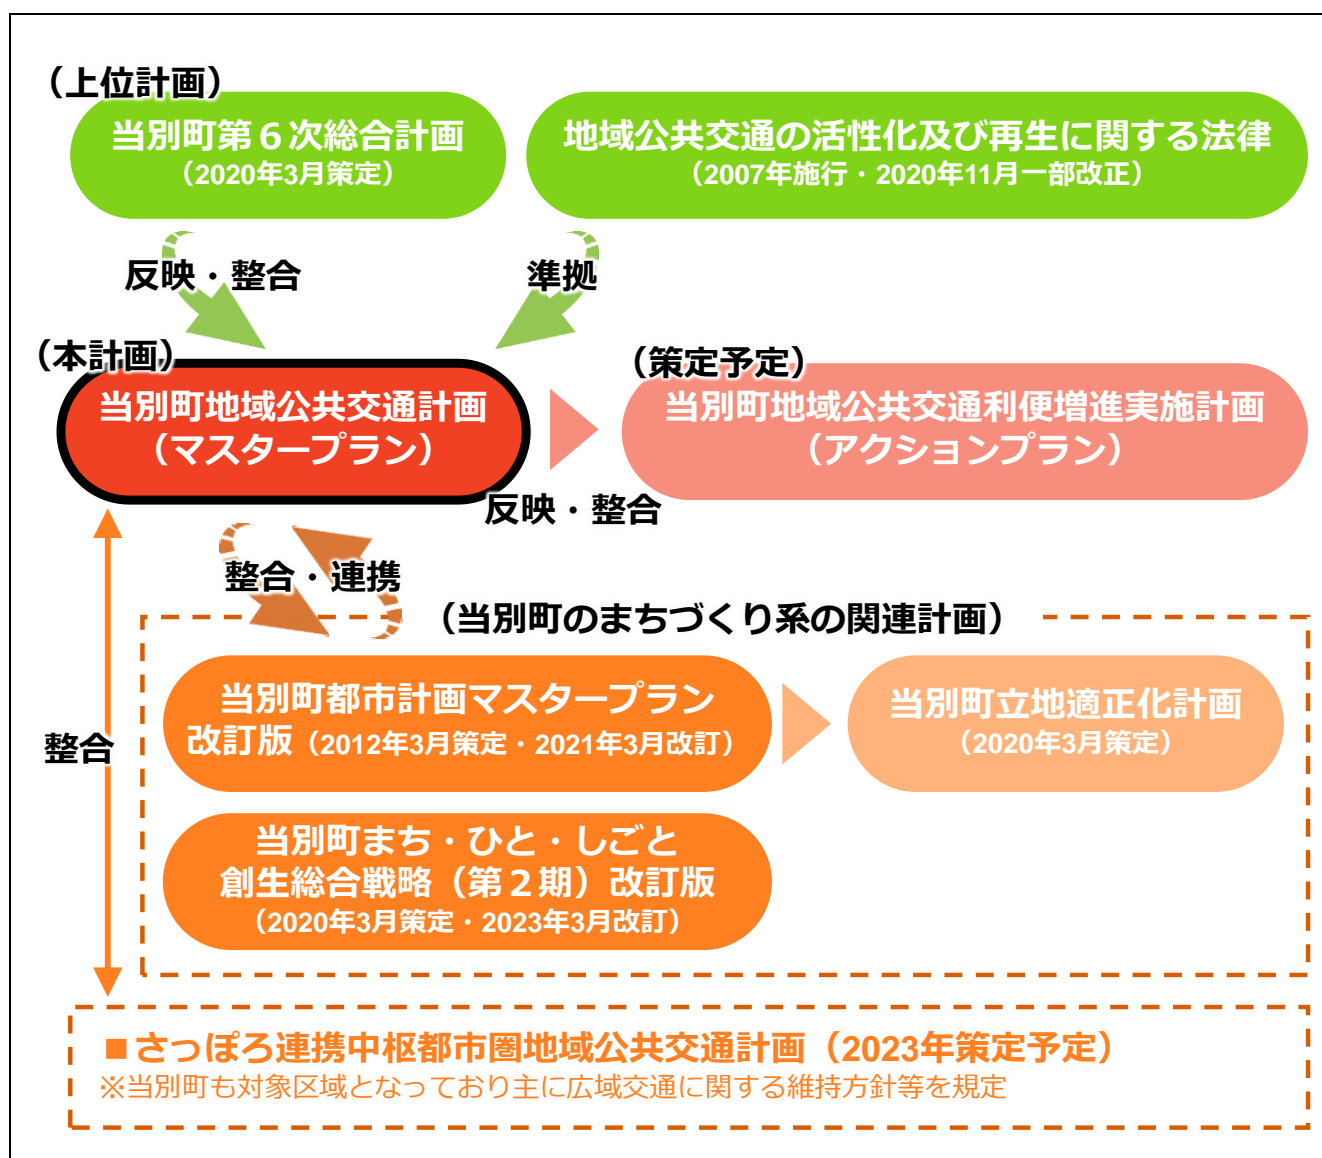 （上位計画）
当別町第６次総合計画
（2020年3月策定）
地域公共交通の活性化及び再生に関する法律
（2007年施行・2020年11月一部改正）
反映・整合
準拠
（本計画）
当別町地域公共交通計画
（マスタープラン）
（策定予定）
当別町地域公共交通利便増進実施計画
（アクションプラン）
反映・整合
整合・連携
（当別町のまちづくり系の関連計画）
当別町都市計画マスタープラン
改訂版（2012年3月策定・2021年3月改訂）
当別町立地適正化計画
（2020年3月策定）
整合
当別町まち・ひと・しごと
創生総合戦略（第２期）改訂版
（2020年3月策定・2023年3月改訂）
■さっぽろ連携中枢都市圏地域公共交通計画（2023年策定予定）
※当別町も対象区域となっており主に広域交通に関する維持方針等を規定